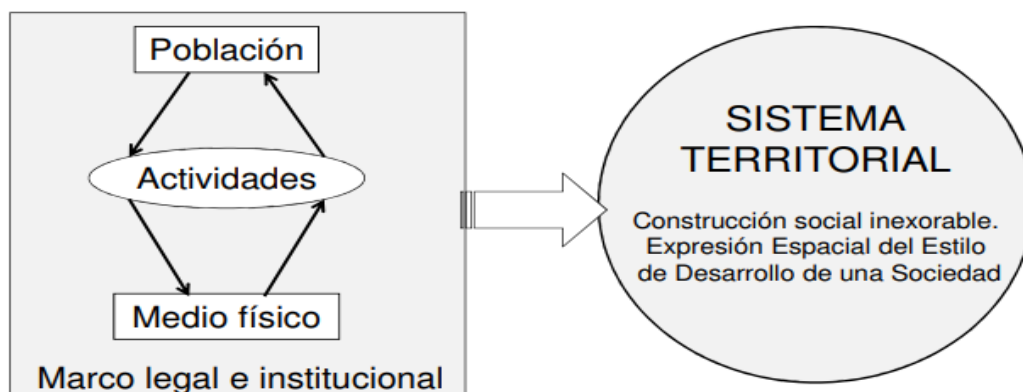 Población
Actividades
Medio físico
Marco legal e institucional
SISTEMA
TERRITORIAL
Construcción social inexorable.
Expresión Espacial del Estilo
de Desarrollo de una Sociedad